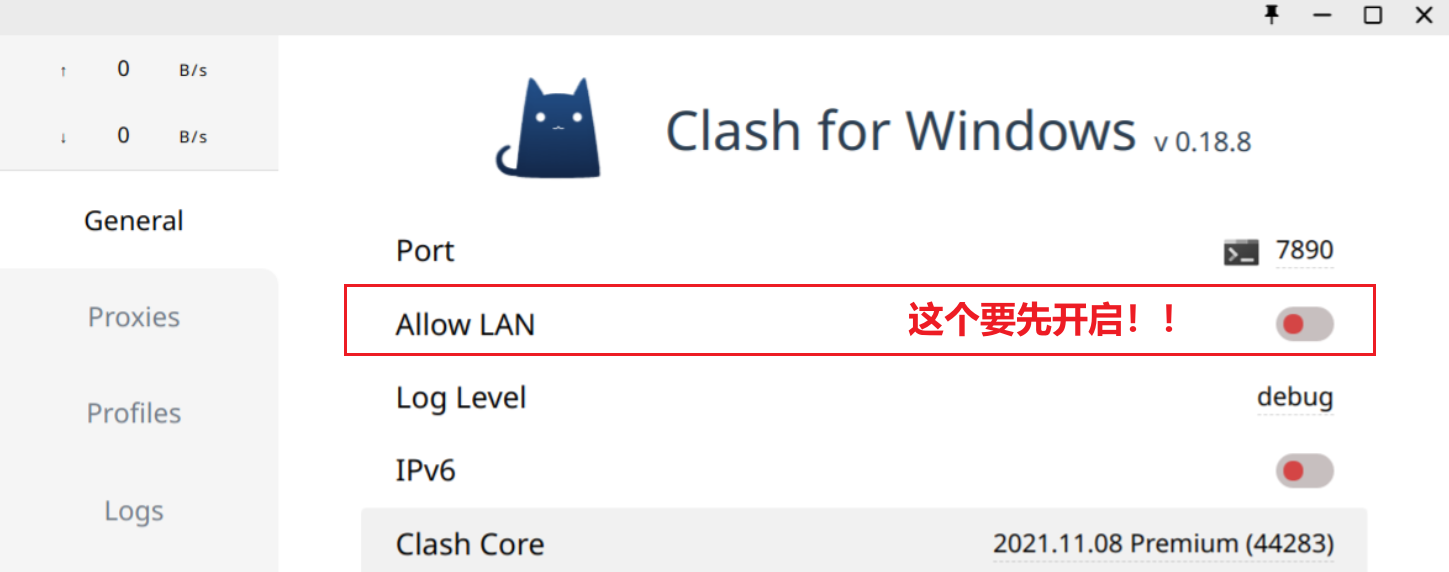 ↑ 0 B/s
↓ 0 B/s
Clash for Windows v 0.18.8
General
Port 7890
Proxies
Allow LAN 这个要先开启！！
Profiles
Log Level debug
IPv6
Logs
Clash Core 2021.11.08 Premium (44283)